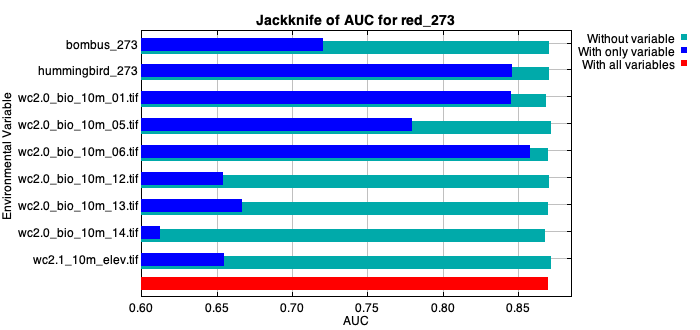 Jackknife of AUC for red_273
Without variable
With only variable
With all variables
Environmental Variable
bombus_273
hummingbird_273
wc2.0_bio_10m_01.tif
wc2.0_bio_10m_05.tif
wc2.0_bio_10m_06.tif
wc2.0_bio_10m_12.tif
wc2.0_bio_10m_13.tif
wc2.0_bio_10m_14.tif
wc2.1_10m_elev.tif
0.60 0.65 0.70 0.75 0.80 0.85
AUC